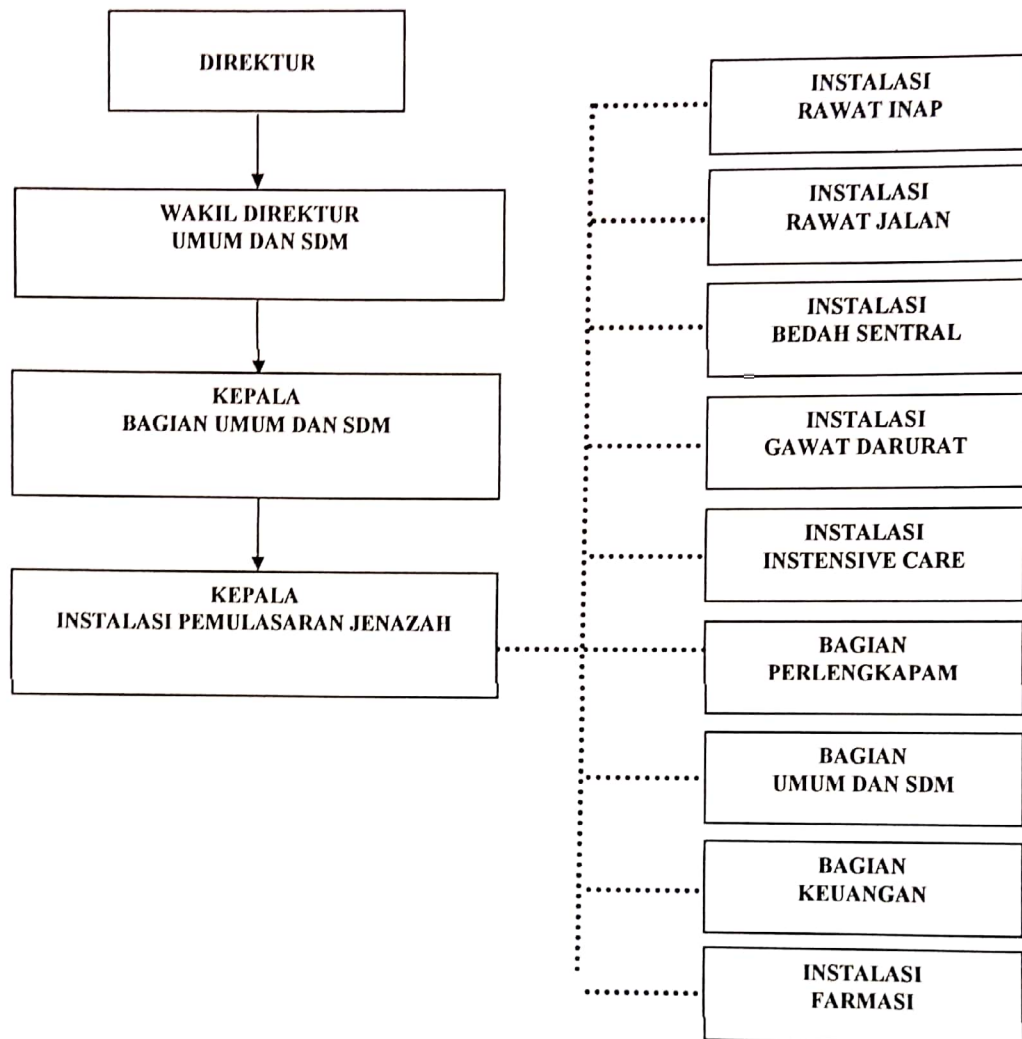 DIREKTUR
WAKIL DIREKTUR
UMUM DAN SDM
KEPALA
BAGIAN UMUM DAN SDM
KEPALA
INSTALASI PEMULASARAN JENAZAH
INSTALASI
RAWAT INAP
INSTALASI
RAWAT JALAN
INSTALASI
BEDAH SENTRAL
INSTALASI
GAWAT DARURAT
INSTALASI
INSTENSIVE CARE
BAGIAN
PERLENGKAPAM
BAGIAN
UMUM DAN SDM
BAGIAN
KEUANGAN
INSTALASI
FARMASI